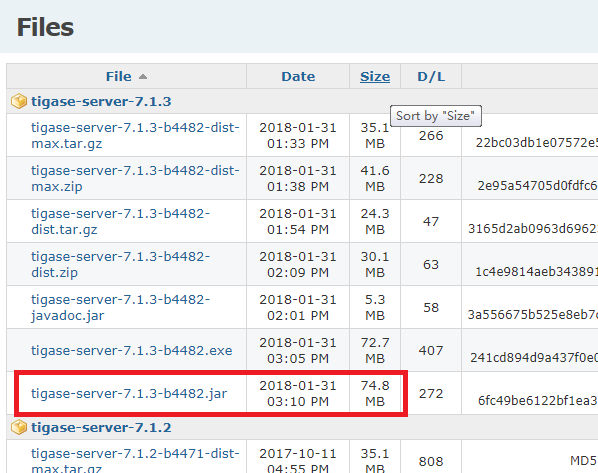 Files
File Date Size D/L
tigase-server-7.1.3
Sort by "Size"
tigase-server-7.1.3-b4482-dist- 2018-01-31 35.1
max.tar.gz 01:33 PM MB 266 22bc03db1e07572e5
tigase-server-7.1.3-b4482-dist- 2018-01-31 41.6
max.zip 01:38 PM MB 228 2e95a54705d0fdfc6
tigase-server-7.1.3-b4482- 2018-01-31 24.3
dist.tar.gz 01:54 PM MB 47 3165d2ab0963d6962
tigase-server-7.1.3-b4482- 2018-01-31 30.1
dist.zip 02:09 PM MB 63 1c4e9814aeb343891
tigase-server-7.1.3-b4482- 2018-01-31 5.3
javadoc.jar 02:01 PM MB 58 3a556675b525e8eb7
tigase-server-7.1.3-b4482.exe 2018-01-31 72.7
03:05 PM MB 407 241cd894d9a437f0e
tigase-server-7.1.3-b4482.jar 2018-01-31 74.8
03:10 PM MB 272 6fc49be6122bf1ea3
tigase-server-7.1.2
tigase-server-7.1.2-b4471-dist- 2017-10-11 35.1
max.tar.gz 04:55 PM MB 808 MD5